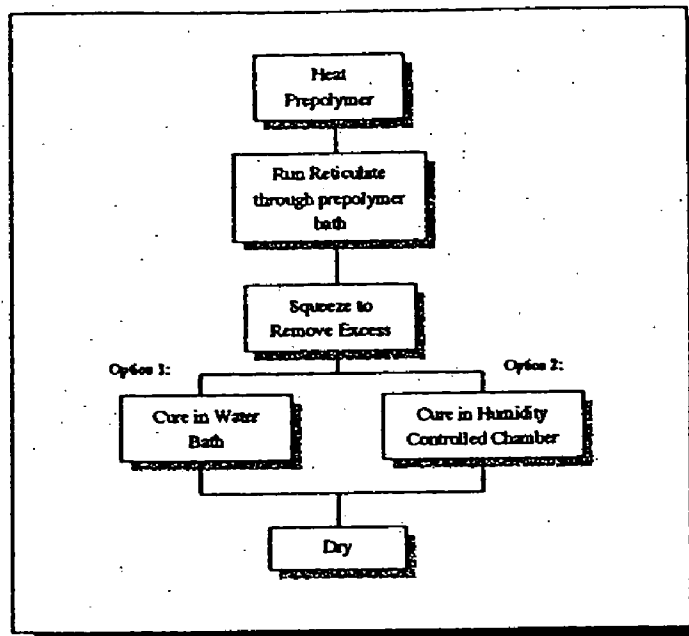 Heat
Prepolymer
Run Reticulate
through prepolymer
bath
Squeeze to
Remove Excess
Option 1:
Option 2:
Cure in Water
Bath
Cure in Humidity
Controlled Chamber
Dry